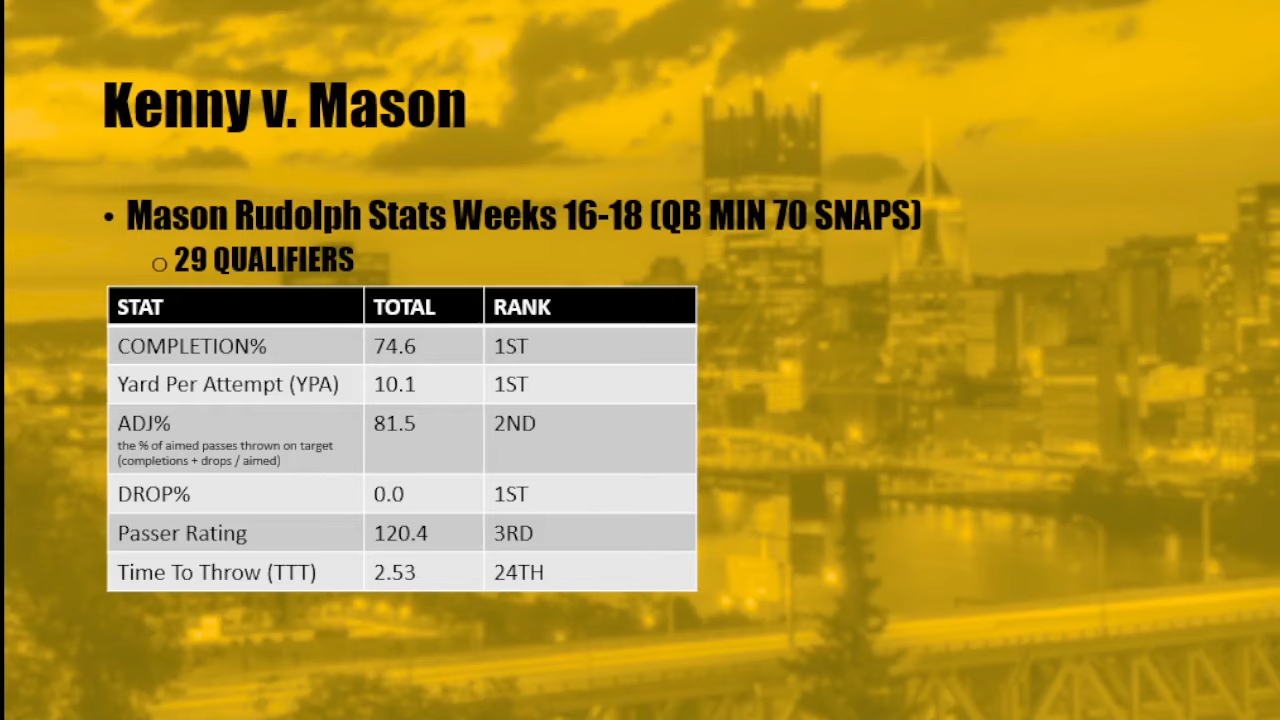 Kenny v. Mason
• Mason Rudolph Stats Weeks 16-18 (QB MIN 70 SNAPS)
○ 29 QUALIFIERS
STAT TOTAL RANK
COMPLETION% 74.6 1ST
Yard Per Attempt (YPA) 10.1 1ST
ADJ% 81.5 2ND
the % of aimed passes thrown on target
(completions + drops / aimed)
DROP% 0.0 1ST
Passer Rating 120.4 3RD
Time To Throw (TTT) 2.53 24TH